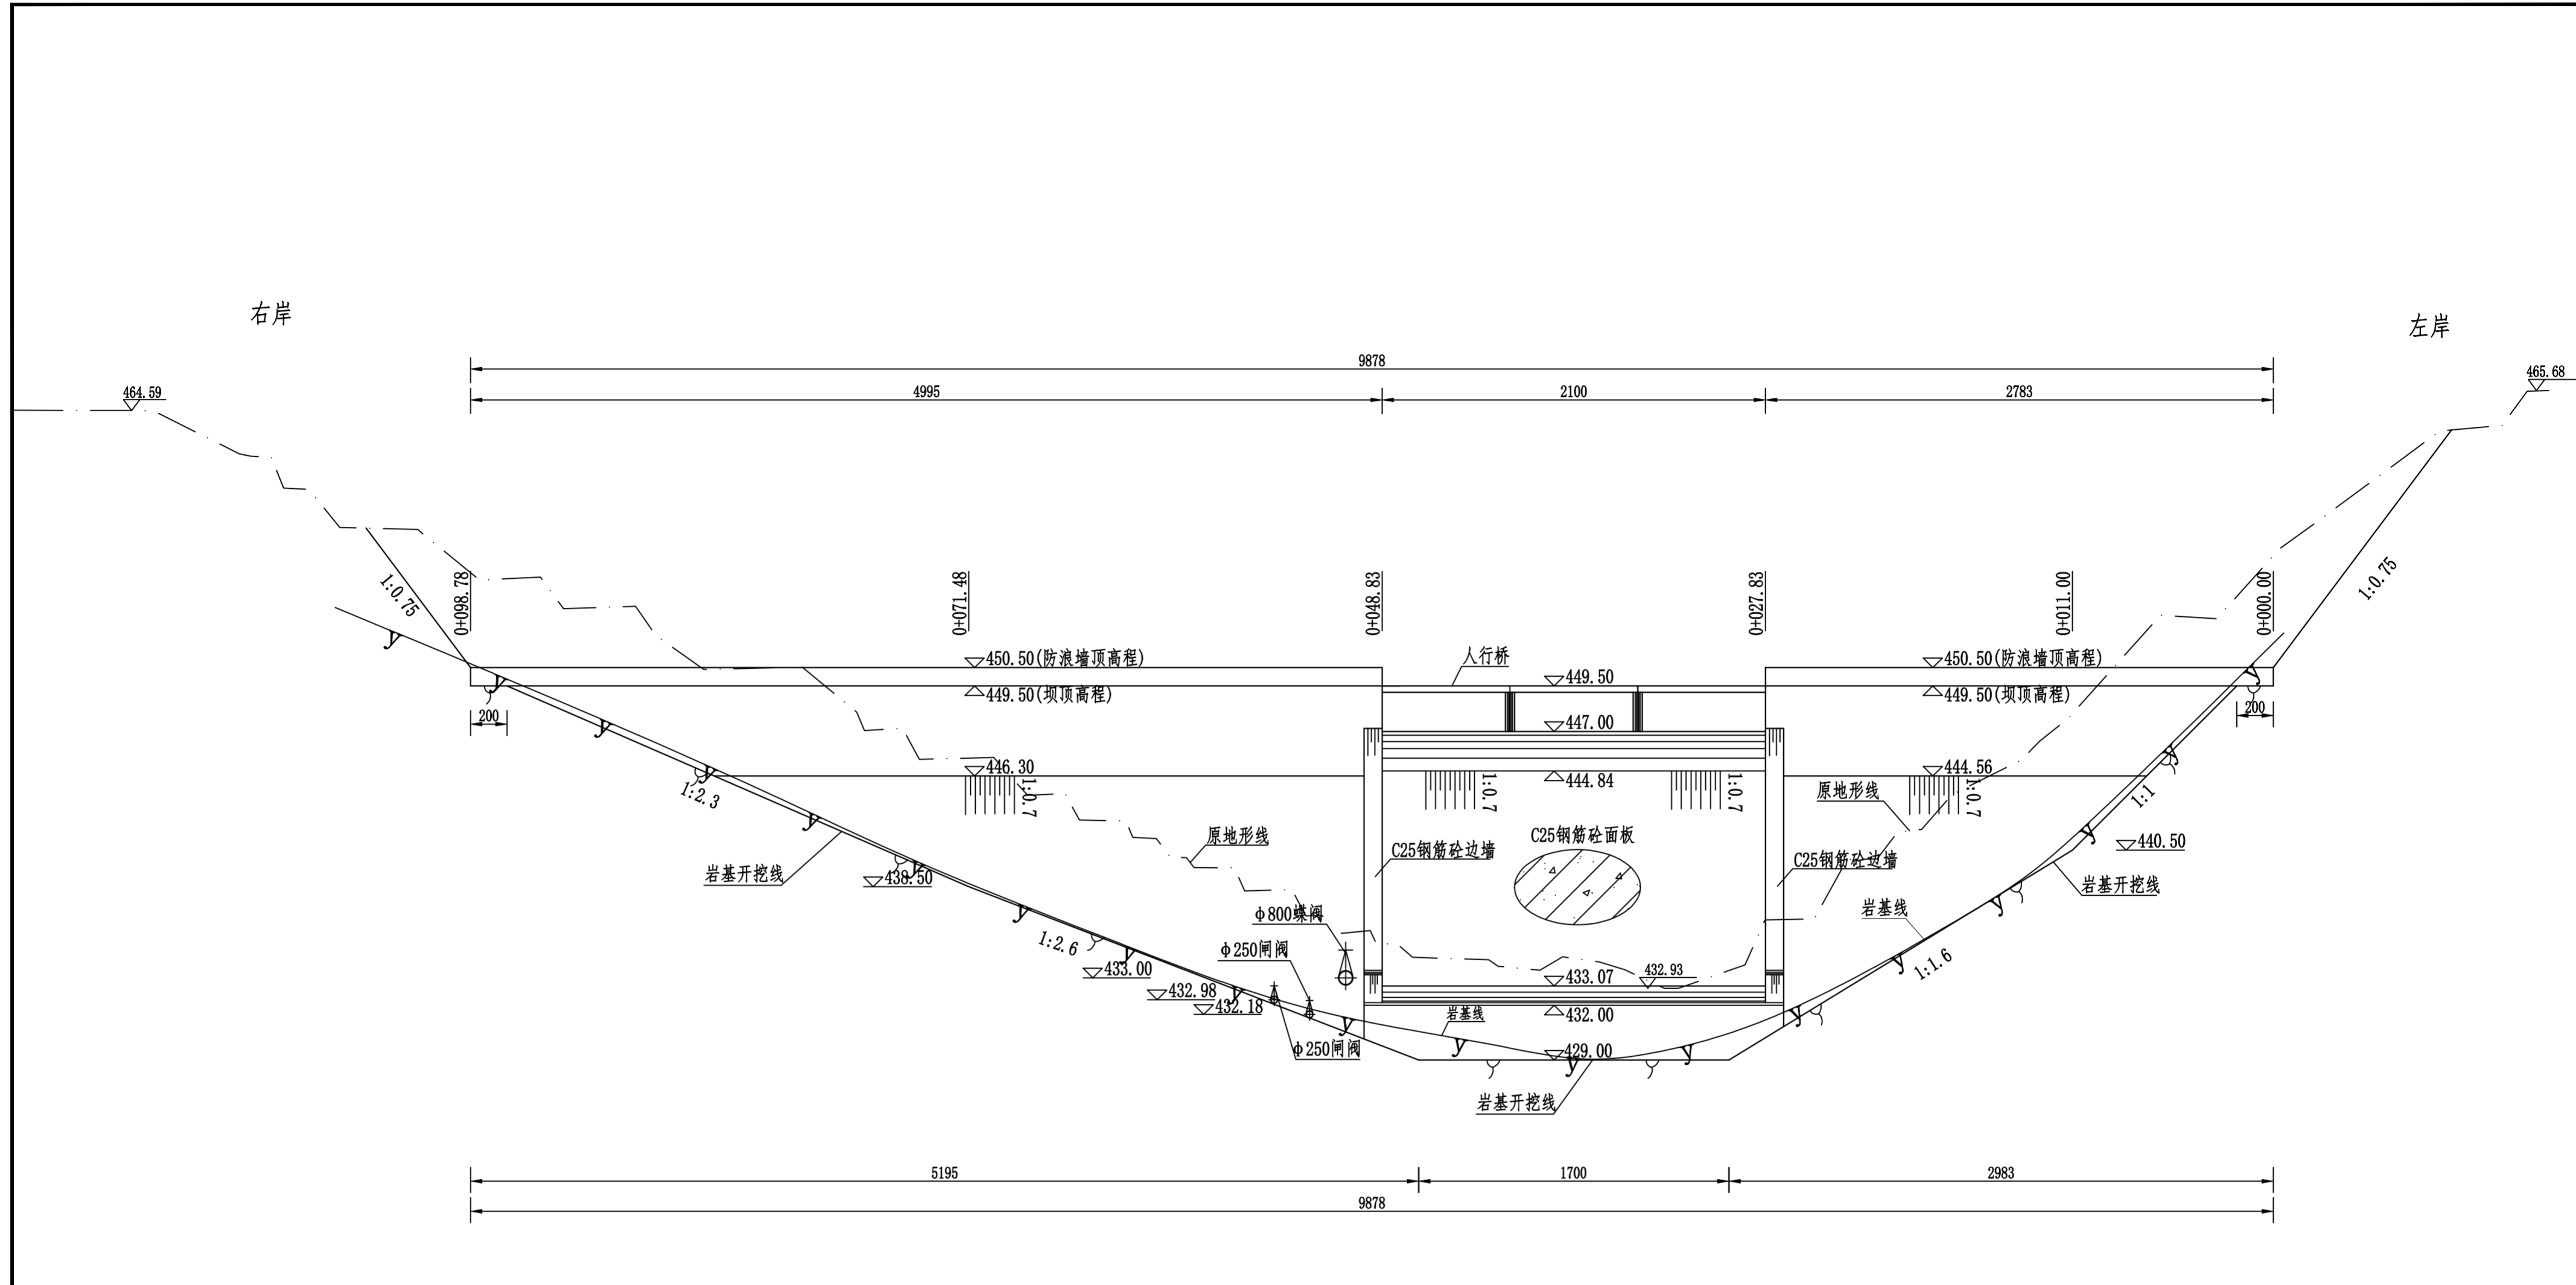 右岸
左岸
9878
4995
2100
2783
464.59
465.68
1:0.75
0+098.78
0+071.48
0+048.83
0+027.83
0+011.00
0+000.00
1:0.75
450.50(防浪墙顶高程)
人行桥
450.50(防浪墙顶高程)
449.50(坝顶高程)
449.50
449.50(坝顶高程)
200
200
447.00
446.30
444.84
444.56
1:2.3
1:0.7
1:0.7
1:0.7
1:0.7
1:1
原地形线
原地形线
C25钢筋砼面板
C25钢筋砼边墙
C25钢筋砼边墙
440.50
岩基开挖线
438.50
岩基开挖线
岩基线
ф800蝶阀
ф250闸阀
1:2.6
1:1.6
433.00
433.07
432.93
432.98
432.18
432.00
岩基线
ф250闸阀
429.00
岩基开挖线
5195
1700
2983
9878